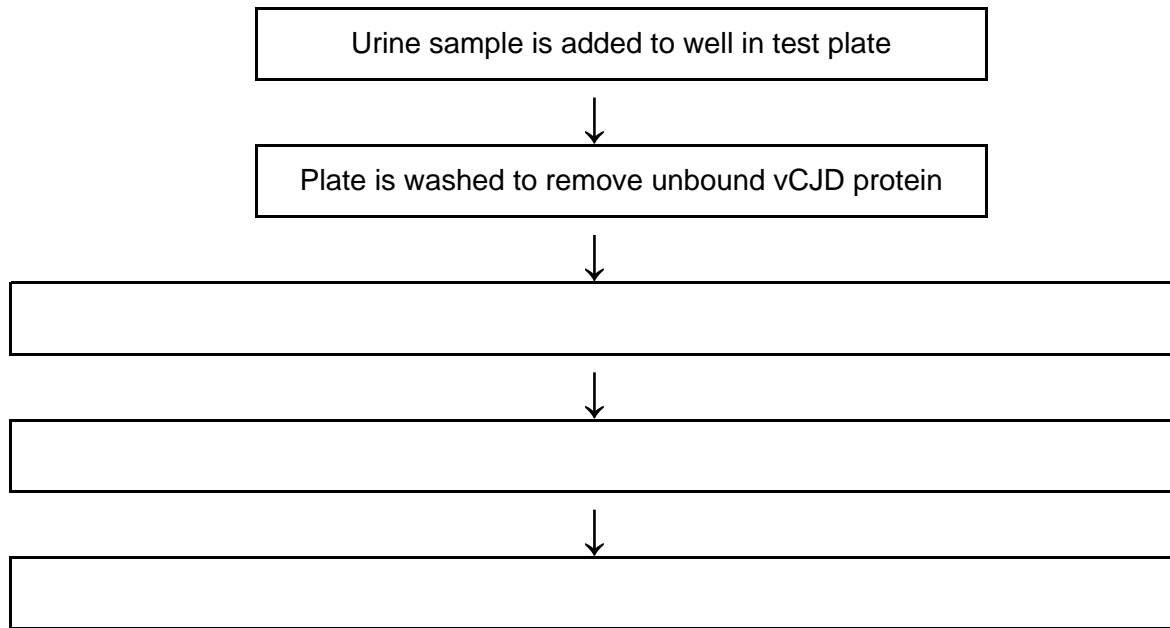 Urine sample is added to well in test plate
Plate is washed to remove unbound vCJD protein